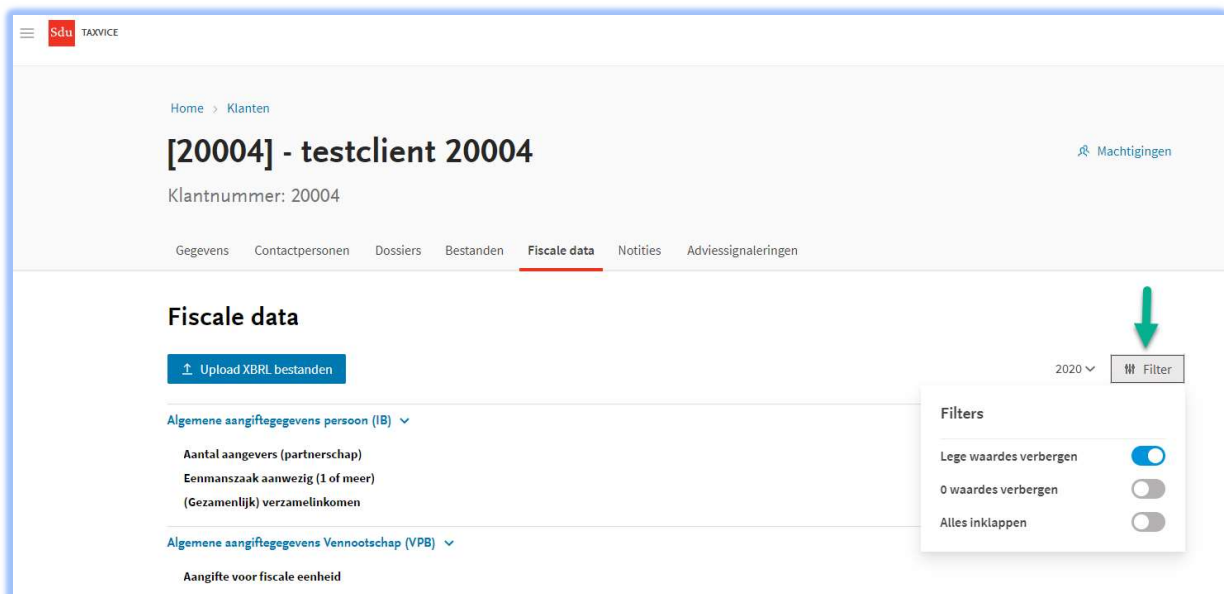 Sdu TAXVICE
Home > Klanten
[20004] - testclient 20004
Machtigingen
Klantnummer: 20004
Gegevens Contactpersonen Dossiers Bestanden Fiscale data Notities Adviessignaleringen
Fiscale data
Upload XBRL bestanden
2020 Filter
Algemene aangiftegegevens persoon (IB)
Aantal aangevers (partnerschap)
Eenmanszaak aanwezig (1 of meer)
(Gezamenlijk) verzamelinkomen
Algemene aangiftegegevens Vennootschap (VPB)
Aangifte voor fiscale eenheid
Filters
Lege waardes verbergen
0 waardes verbergen
Alles inklappen